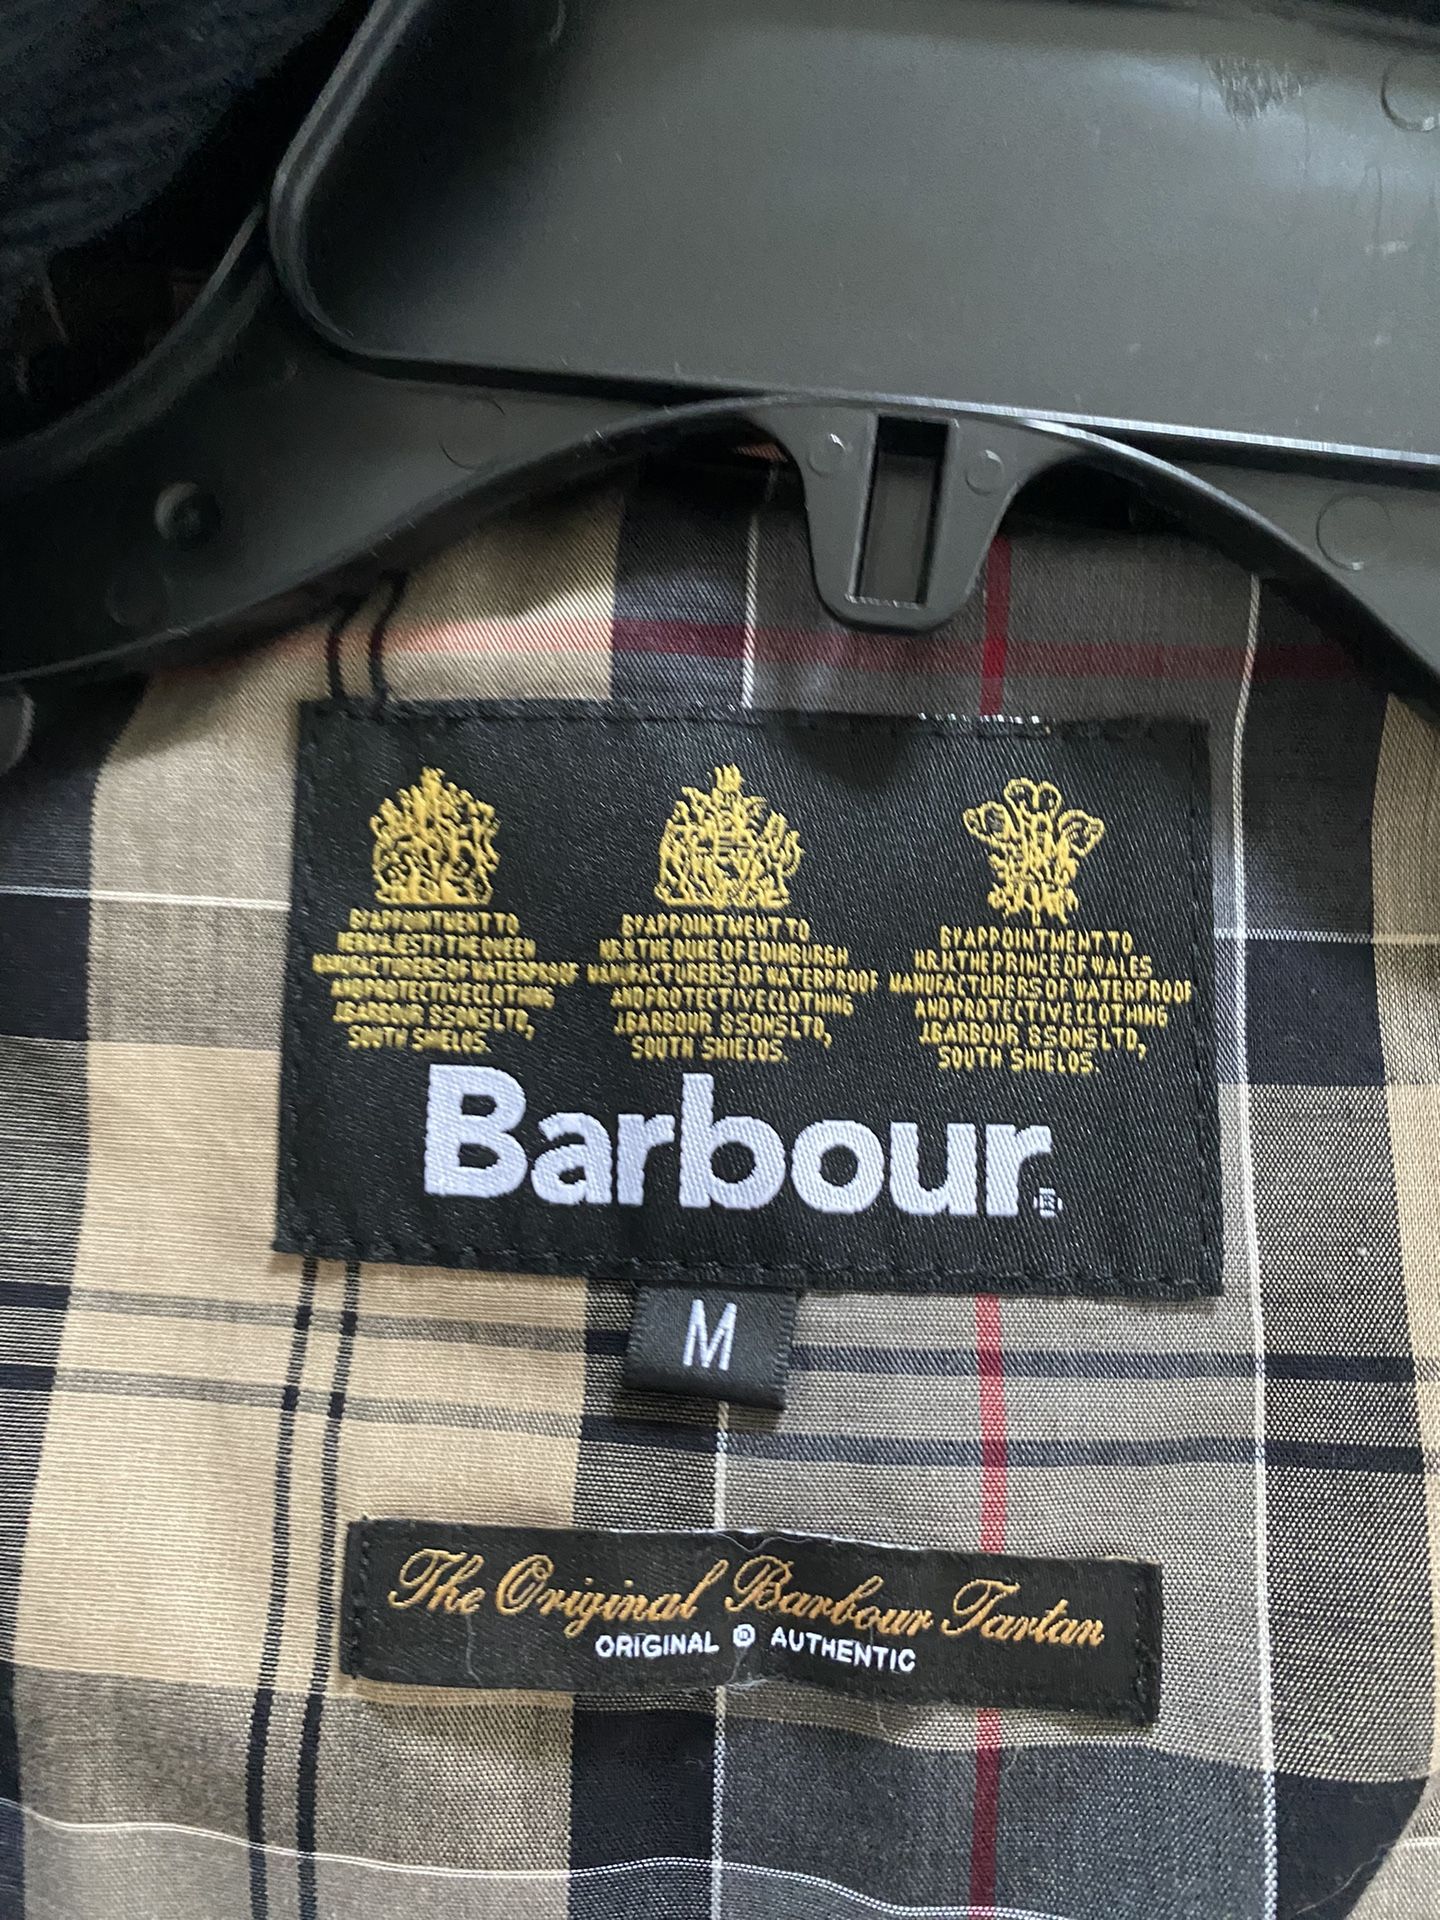 BY APPOINTMENT TO
HER MAJESTY THE QUEEN
MANUFACTURERS OF WATERPROOF
AND PROTECTIVE CLOTHING
J.BARBOUR & SONS LTD,
SOUTH SHIELDS.
BY APPOINTMENT TO
H.R.H. THE DUKE OF EDINBURGH
MANUFACTURERS OF WATERPROOF
AND PROTECTIVE CLOTHING
J.BARBOUR & SONS LTD,
SOUTH SHIELDS.
BY APPOINTMENT TO
H.R.H. THE PRINCE OF WALES
MANUFACTURERS OF WATERPROOF
AND PROTECTIVE CLOTHING
J.BARBOUR & SONS LTD,
SOUTH SHIELDS.
Barbour®
M
The Original Barbour Tartan
ORIGINAL ® AUTHENTIC